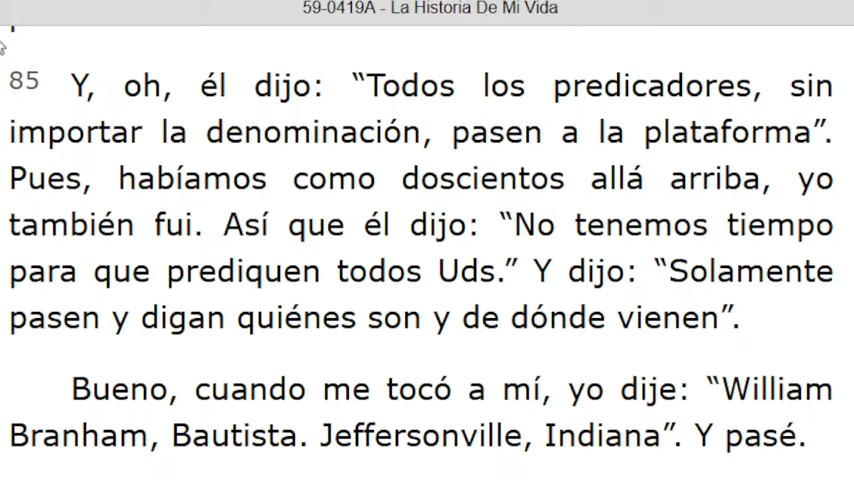 59-0419A - La Historia De Mi Vida
85 Y, oh, él dijo: “Todos los predicadores, sin
importar la denominación, pasen a la plataforma”.
Pues, habíamos como doscientos allá arriba, yo
también fui. Así que él dijo: “No tenemos tiempo
para que prediquen todos Uds.” Y dijo: “Solamente
pasen y digan quiénes son y de dónde vienen”.
Bueno, cuando me tocó a mí, yo dije: “William
Branham, Bautista. Jeffersonville, Indiana”. Y pasé.